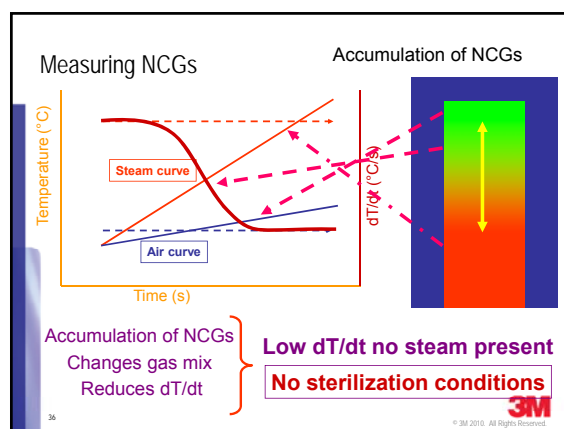 Measuring NCGs
Accumulation of NCGs
Temperature (°C)
Steam curve
Air curve
dT/dt (°C/s)
Time (s)
Accumulation of NCGs
Changes gas mix
Reduces dT/dt
Low dT/dt no steam present
No sterilization conditions
36
3M
© 3M 2010. All Rights Reserved.